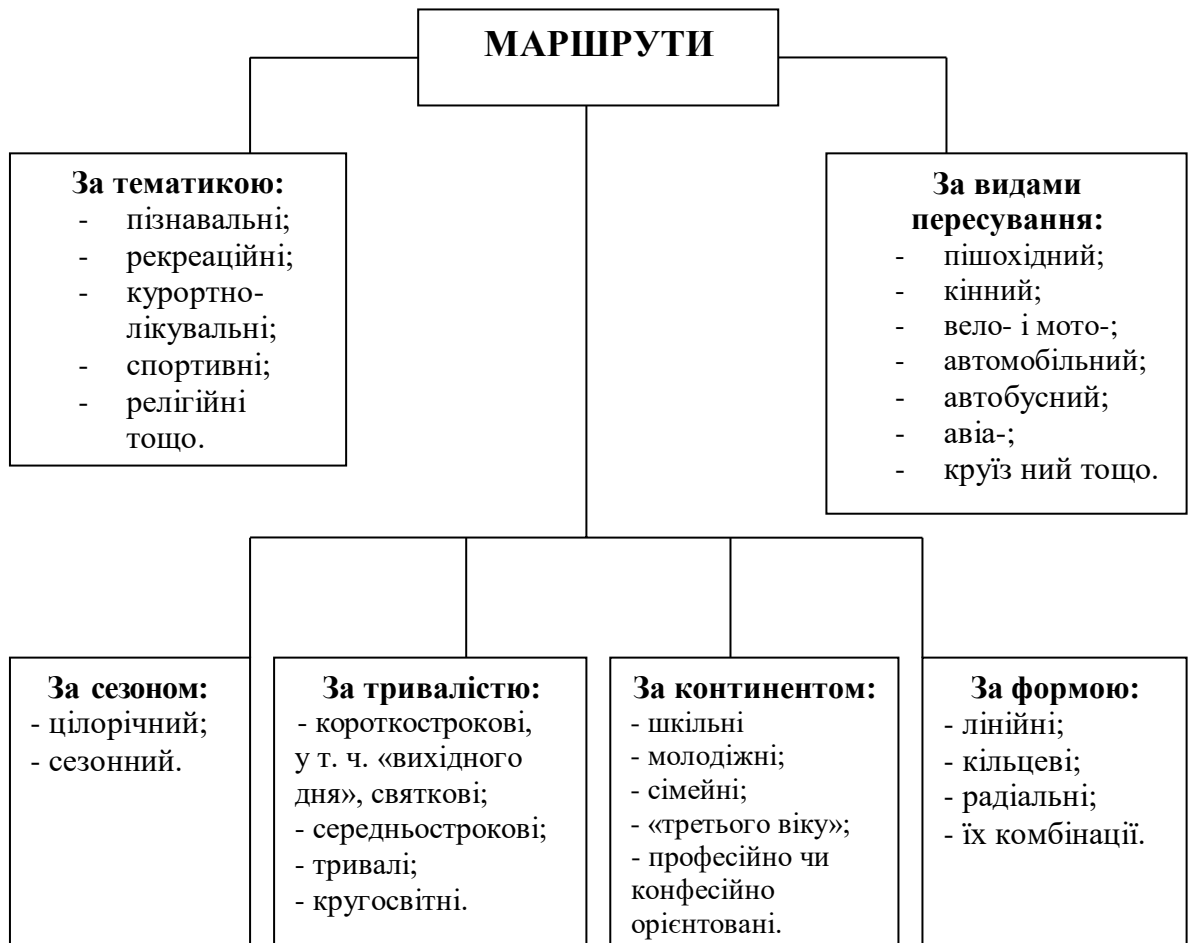 МАРШРУТИ
За тематикою:
- пізнавальні;
- рекреаційні;
- курортно-
лікувальні;
- спортивні;
- релігійні
тощо.
За видами
пересування:
- пішохідний;
- кінний;
- вело- і мото-;
- автомобільний;
- автобусний;
- авіа-;
- круїз ний тощо.
За сезоном:
- цілорічний;
- сезонний.
За тривалістю:
- короткострокові,
у т. ч. «вихідного
дня», святкові;
- середньострокові;
- тривалі;
- кругосвітні.
За континентом:
- шкільні
- молодіжні;
- сімейні;
- «третього віку»;
- професійно чи
конфесійно
орієнтовані.
За формою:
- лінійні;
- кільцеві;
- радіальні;
- їх комбінації.